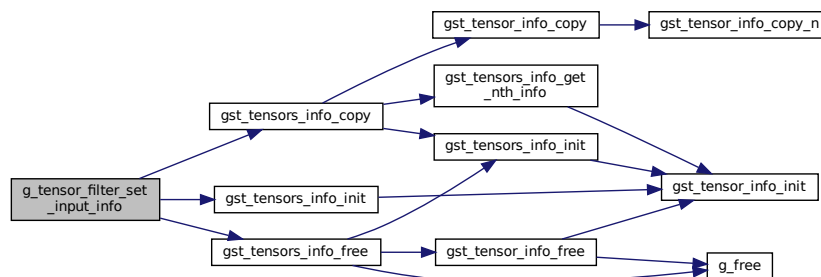 g_tensor_filter_set
_input_info
gst_tensors_info_copy
gst_tensors_info_init
gst_tensors_info_free
gst_tensor_info_copy
gst_tensors_info_get
_nth_info
gst_tensors_info_init
gst_tensor_info_free
gst_tensor_info_copy_n
gst_tensor_info_init
g_free